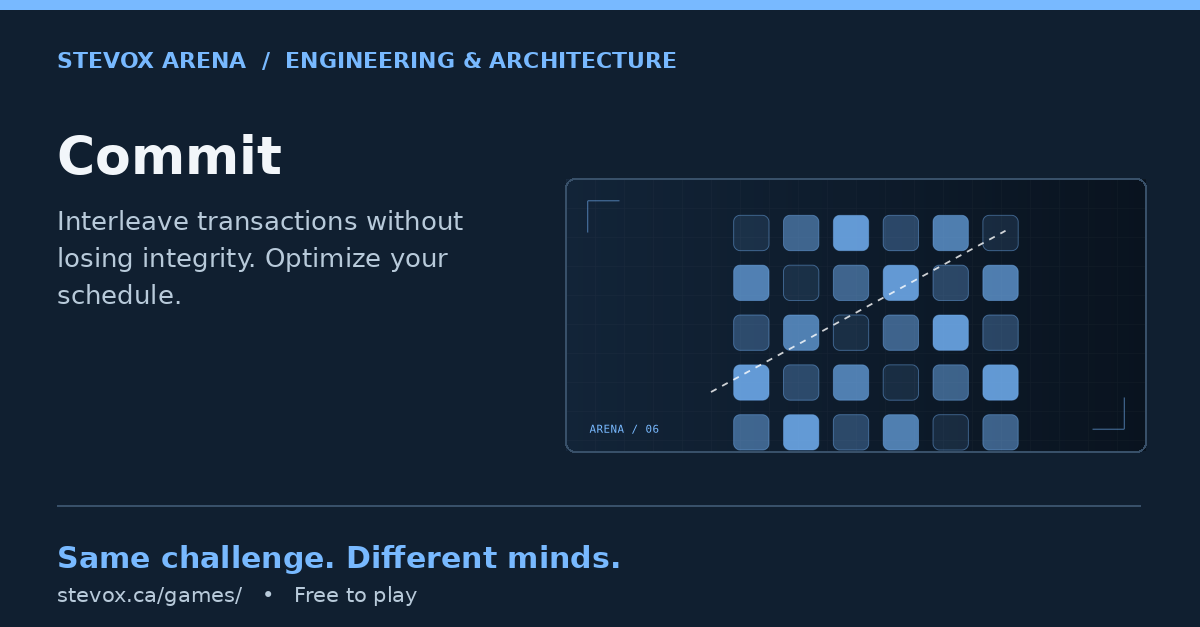 STEVOX ARENA / ENGINEERING & ARCHITECTURE
Commit
Interleave transactions without
losing integrity. Optimize your
schedule.
ARENA / 06
Same challenge. Different minds.
stevox.ca/games/ • Free to play